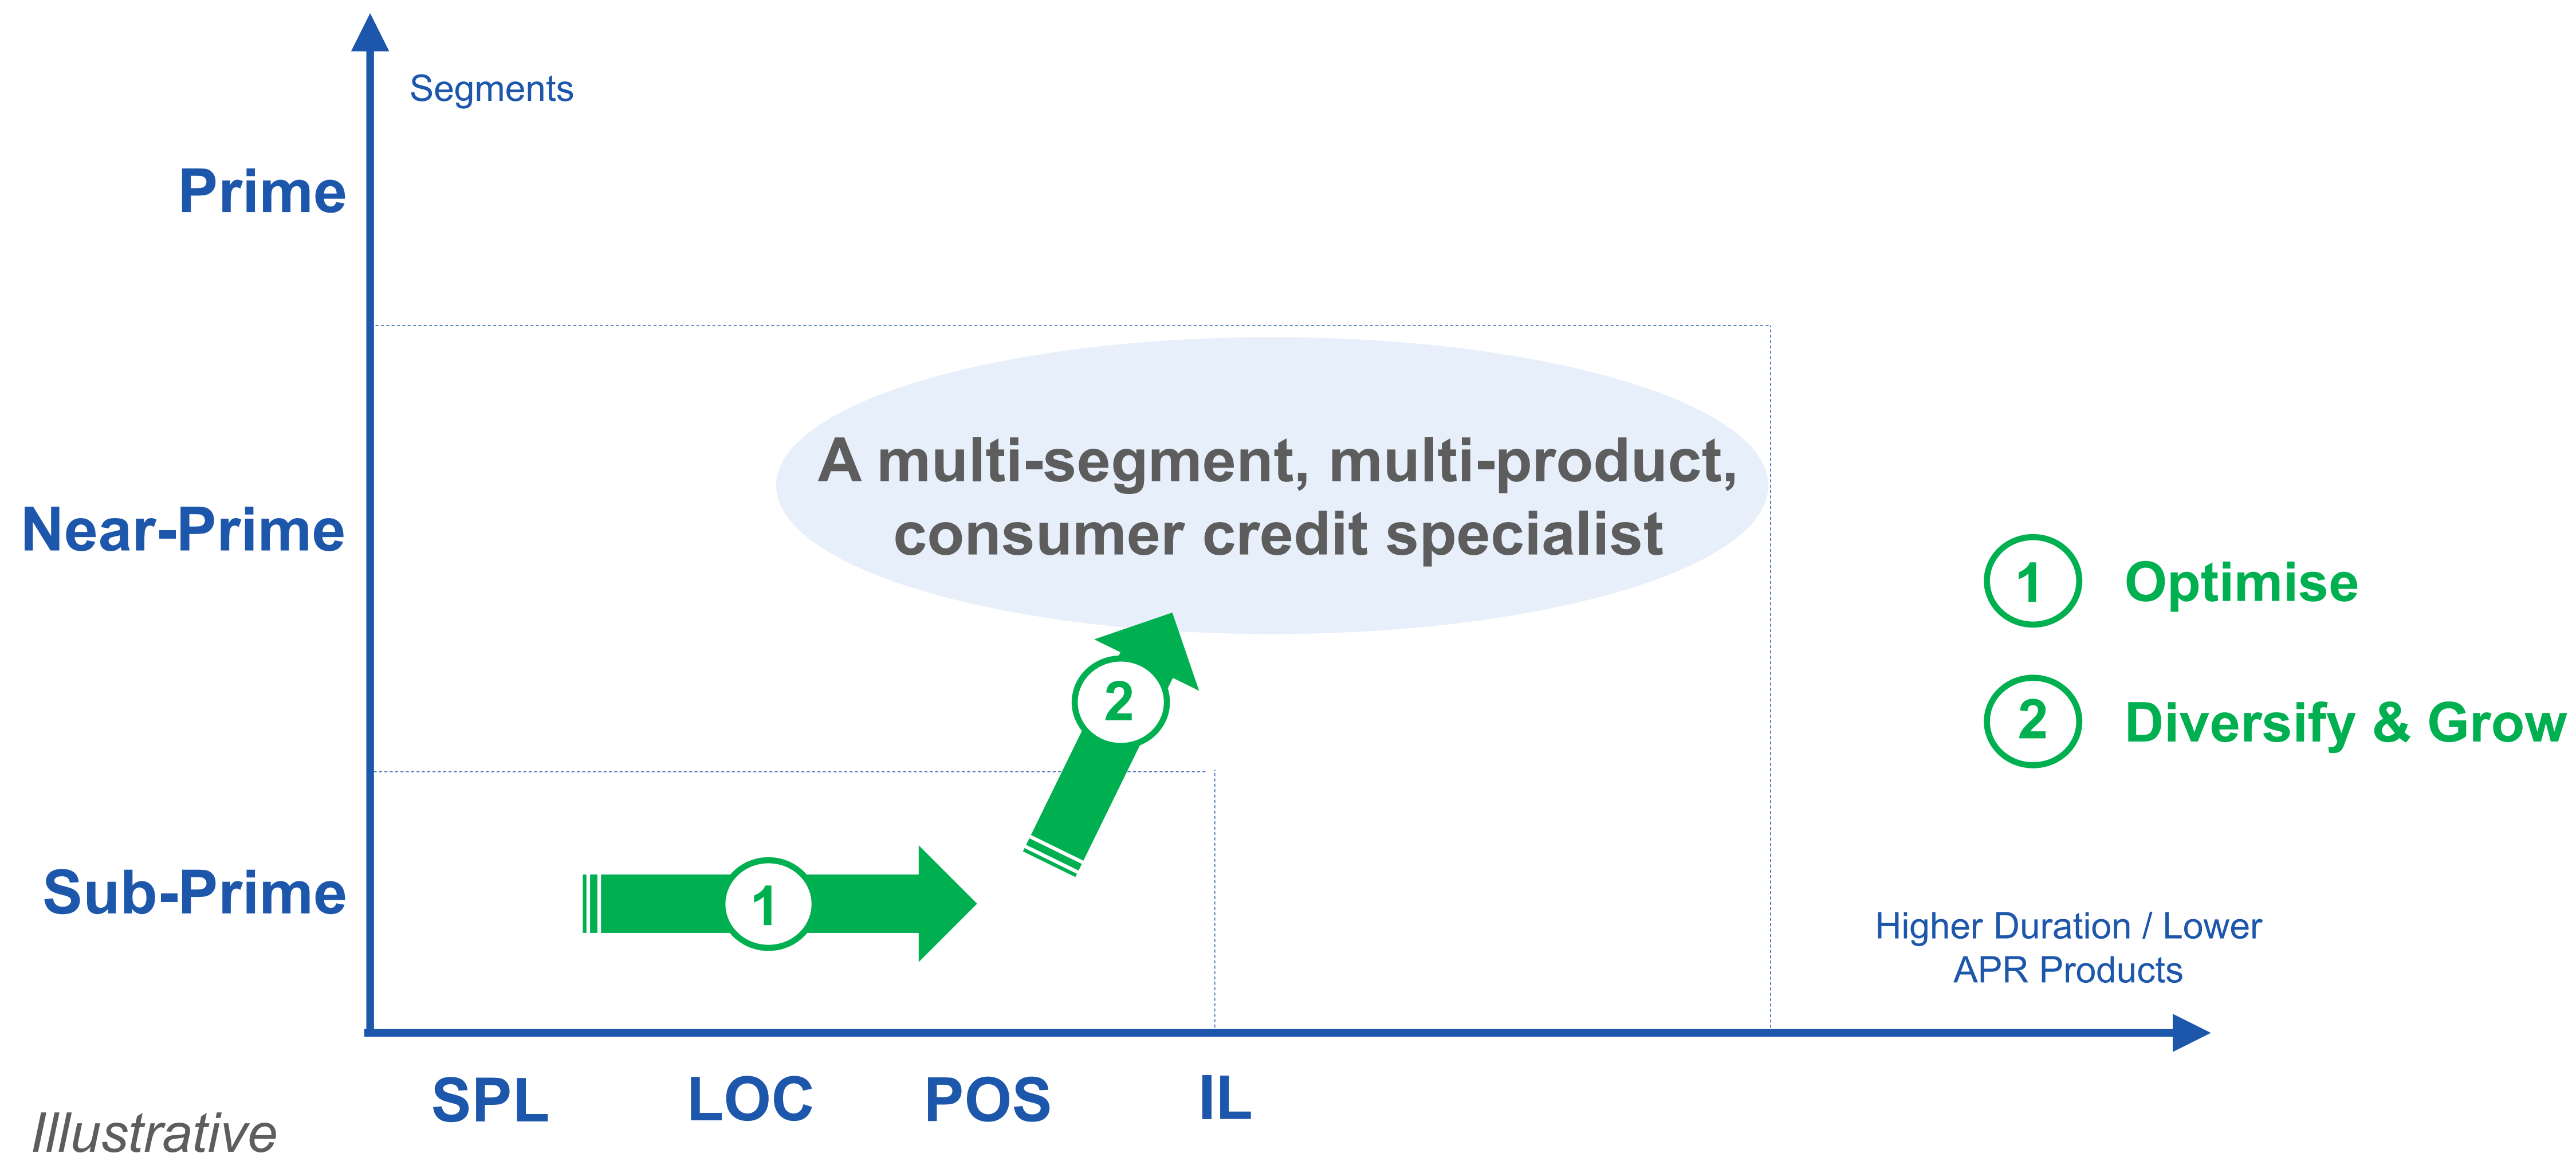 Segments
Prime
A multi-segment, multi-product,
consumer credit specialist
Near-Prime
1 Optimise
2
2 Diversify & Grow
Sub-Prime
1
Higher Duration / Lower
APR Products
SPL LOC POS IL
Illustrative